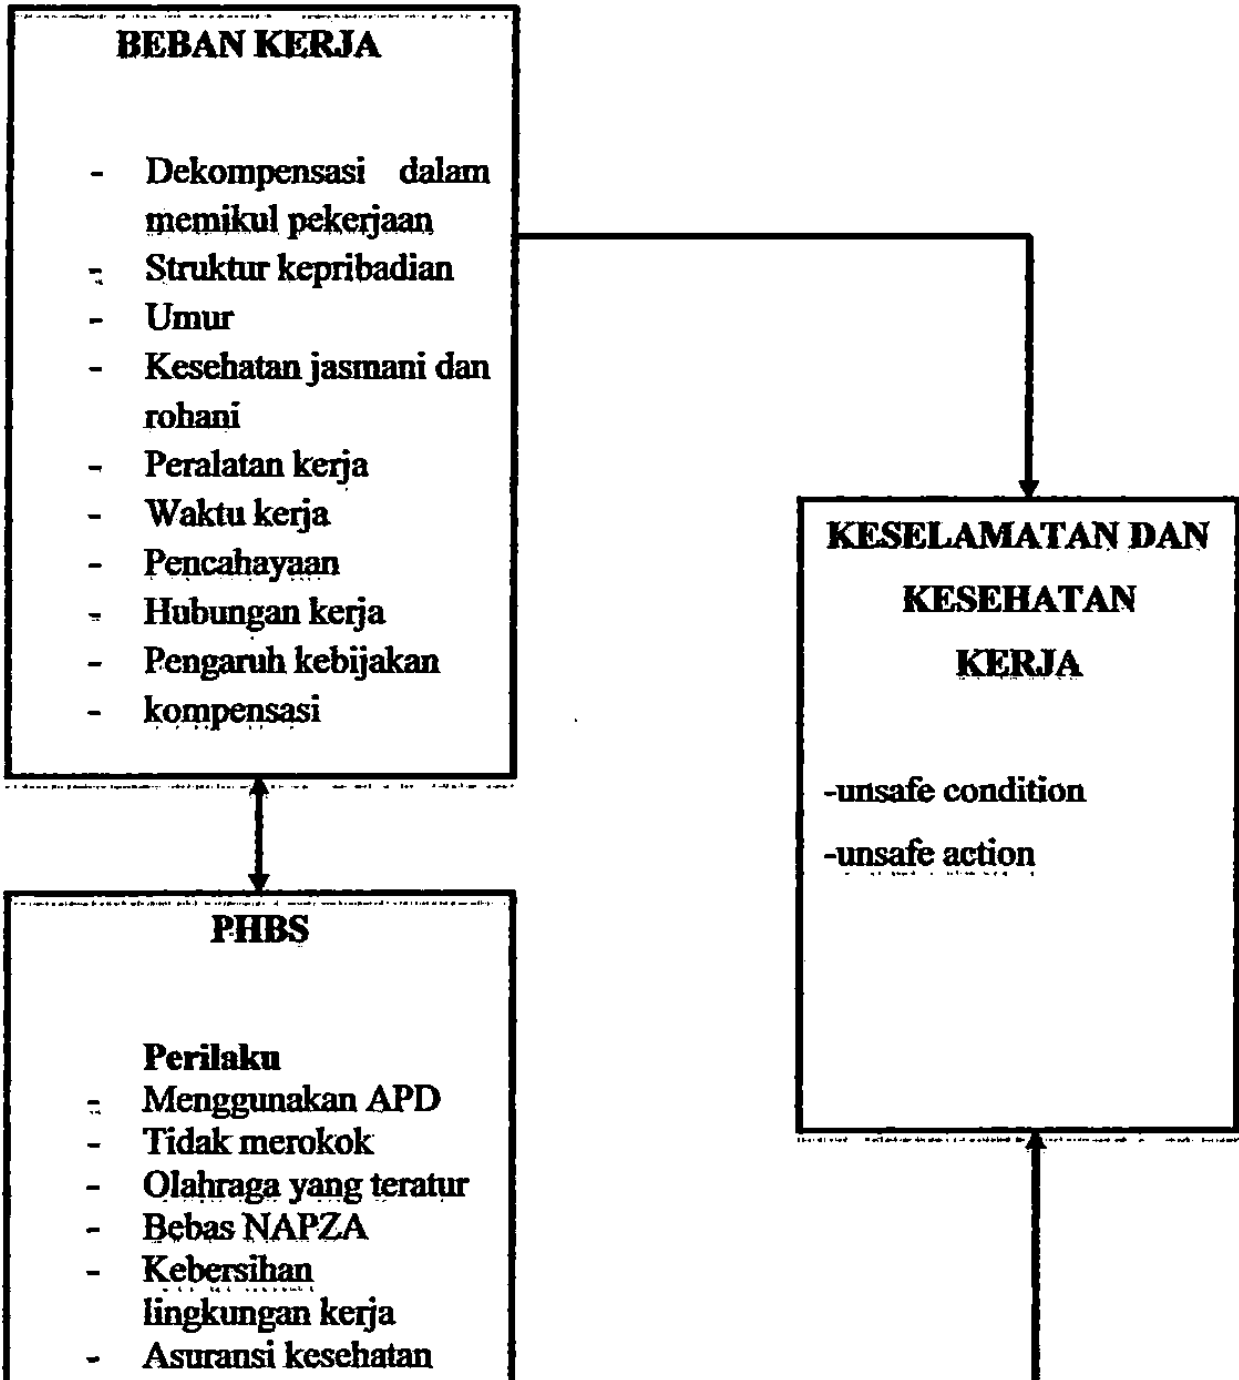 BEBAN KERJA
- Dekompensasi dalam
memikul pekerjaan
- Struktur kepribadian
- Umur
- Kesehatan jasmani dan
rohani
- Peralatan kerja
- Waktu kerja
- Pencahayaan
- Hubungan kerja
- Pengaruh kebijakan
- kompensasi
KESELAMATAN DAN
KESEHATAN
KERJA
-unsafe condition
-unsafe action
PHBS
Perilaku
- Menggunakan APD
- Tidak merokok
- Olahraga yang teratur
- Bebas NAPZA
- Kebersihan
lingkungan kerja
- Asuransi kesehatan